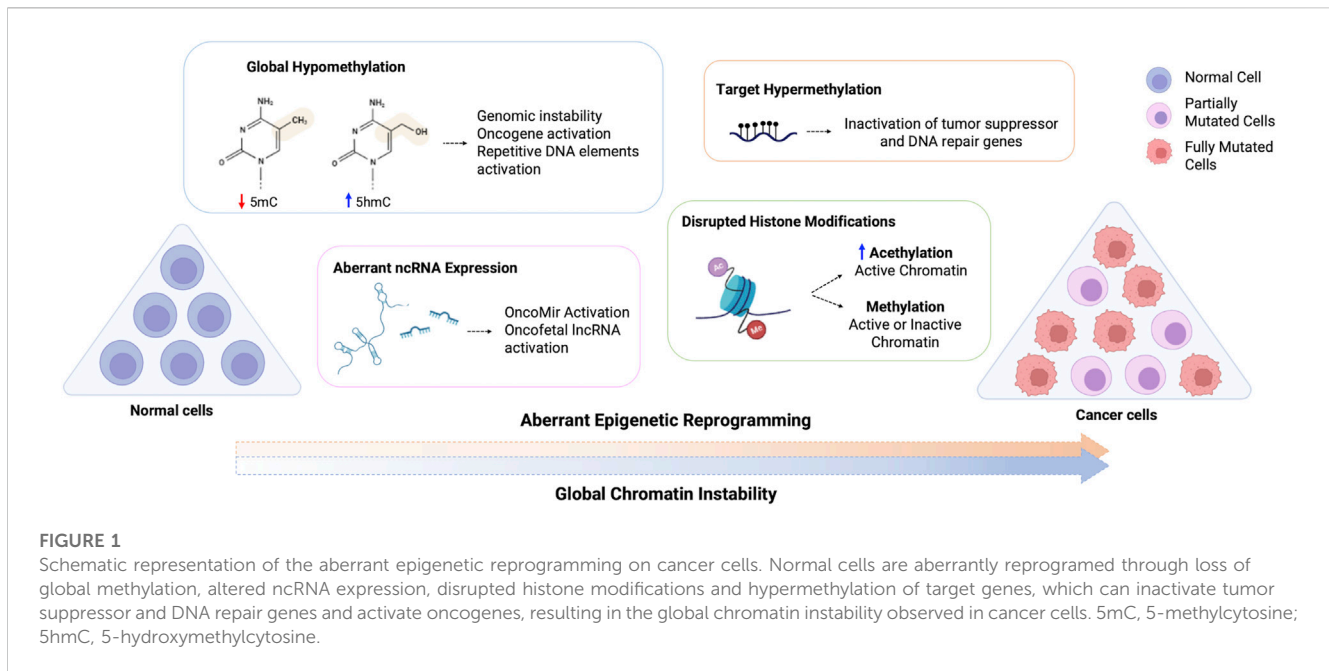 Global Hypomethylation
NH₂
N
CH₃
O
N
NH₂
N
OH
O
N
↓ 5mC
↑ 5hmC
Genomic instability
Oncogene activation
Repetitive DNA elements
activation
Target Hypermethylation
Inactivation of tumor suppressor
and DNA repair genes
Normal Cell
Partially
Mutated Cells
Fully Mutated
Cells
Aberrant ncRNA Expression
OncoMir Activation
Oncofetal lncRNA
activation
Disrupted Histone Modifications
Ac
Me
↑ Acethylation
Active Chromatin
Methylation
Active or Inactive
Chromatin
Normal cells
Cancer cells
Aberrant Epigenetic Reprogramming
Global Chromatin Instability
FIGURE 1
Schematic representation of the aberrant epigenetic reprogramming on cancer cells. Normal cells are aberrantly reprogramed through loss of
global methylation, altered ncRNA expression, disrupted histone modifications and hypermethylation of target genes, which can inactivate tumor
suppressor and DNA repair genes and activate oncogenes, resulting in the global chromatin instability observed in cancer cells. 5mC, 5-methylcytosine;
5hmC, 5-hydroxymethylcytosine.